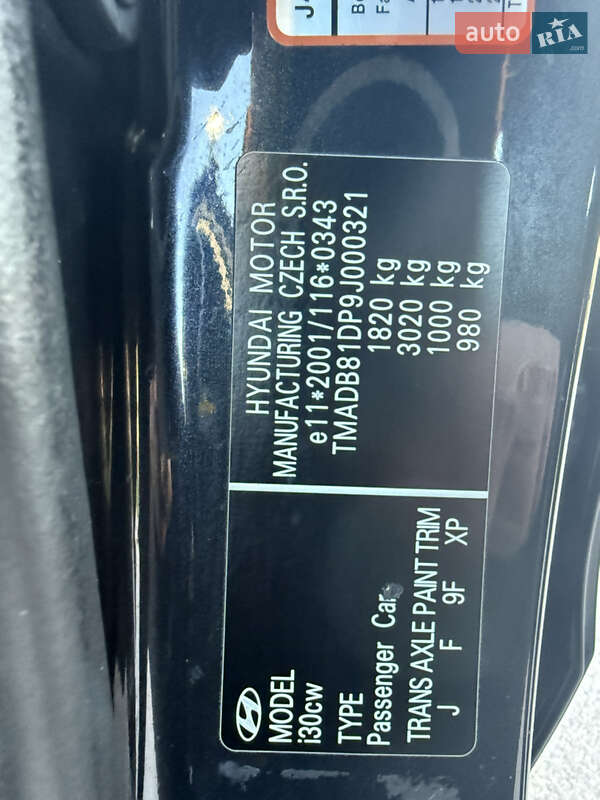 auto RIA
.com
HYUNDAI MOTOR
MANUFACTURING CZECH S.R.O.
e11*2001/116*0343
TMADB81DP9J000321
1820 kg
3020 kg
1000 kg
980 kg
MODEL
i30cw
TYPE
Passenger Car
TRANS AXLE PAINT TRIM
J F 9F XP